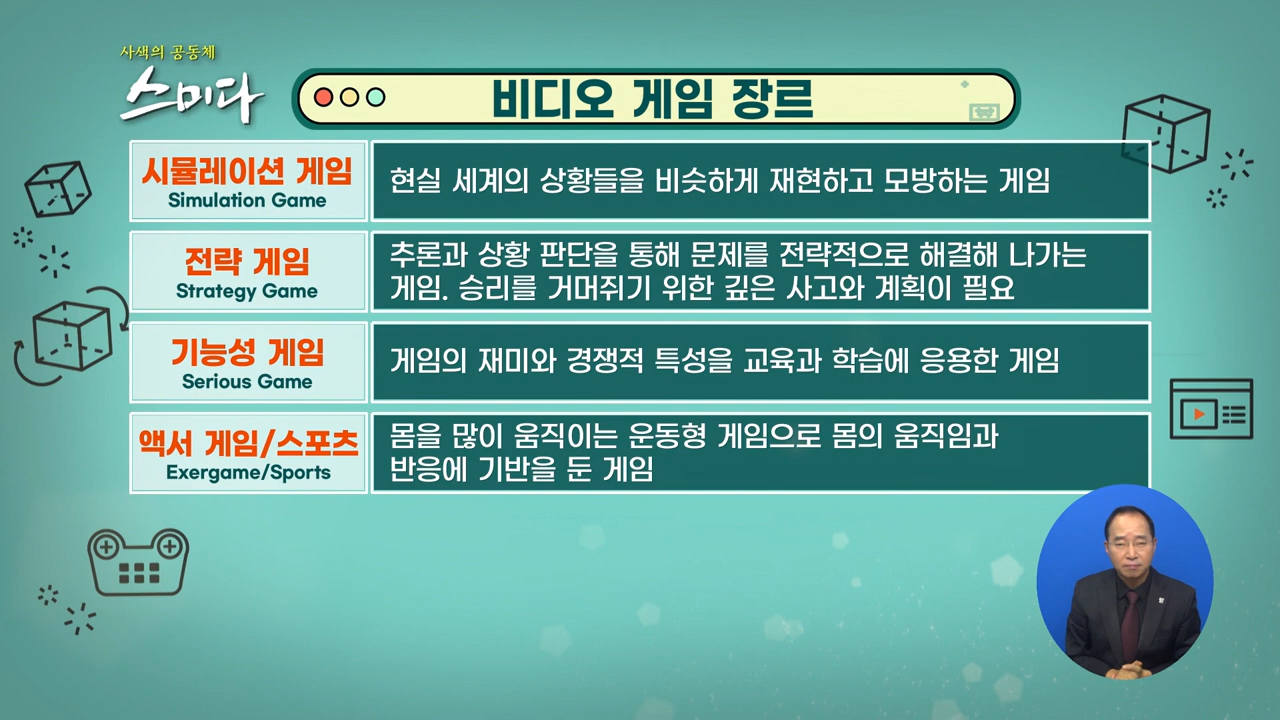 사색의 공동체
스미다
비디오 게임 장르
시뮬레이션 게임
Simulation Game
현실 세계의 상황들을 비슷하게 재현하고 모방하는 게임
전략 게임
Strategy Game
추론과 상황 판단을 통해 문제를 전략적으로 해결해 나가는
게임. 승리를 거머쥐기 위한 깊은 사고와 계획이 필요
기능성 게임
Serious Game
게임의 재미와 경쟁적 특성을 교육과 학습에 응용한 게임
액서 게임/스포츠
Exergame/Sports
몸을 많이 움직이는 운동형 게임으로 몸의 움직임과
반응에 기반을 둔 게임